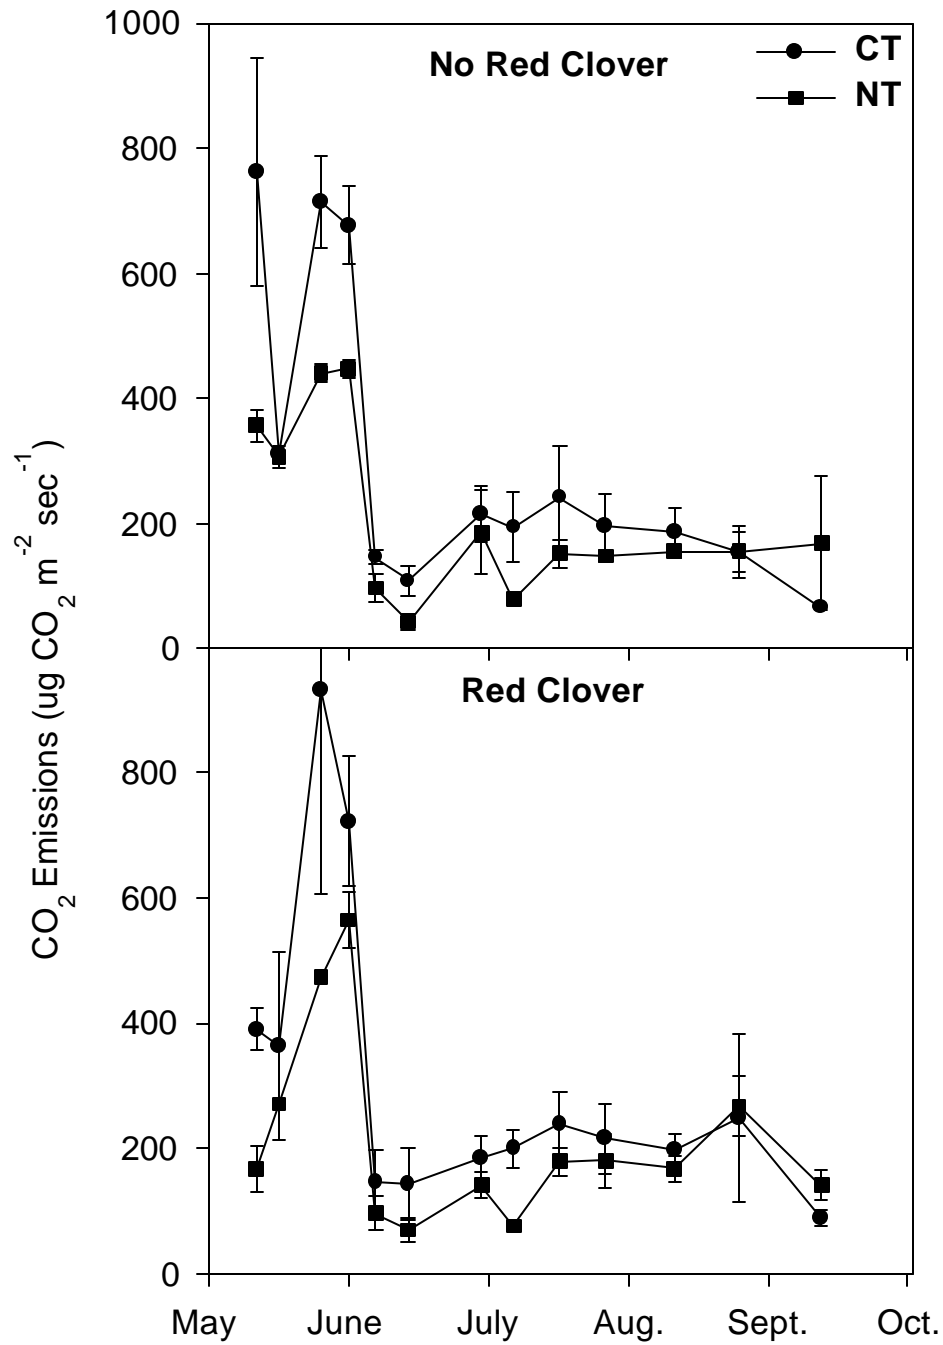 1000
No Red Clover
CT
NT
800
600
400
200
0
CO2 Emissions (ug CO2 m-2 sec-1)
Red Clover
800
600
400
200
0
May June July Aug. Sept. Oct.